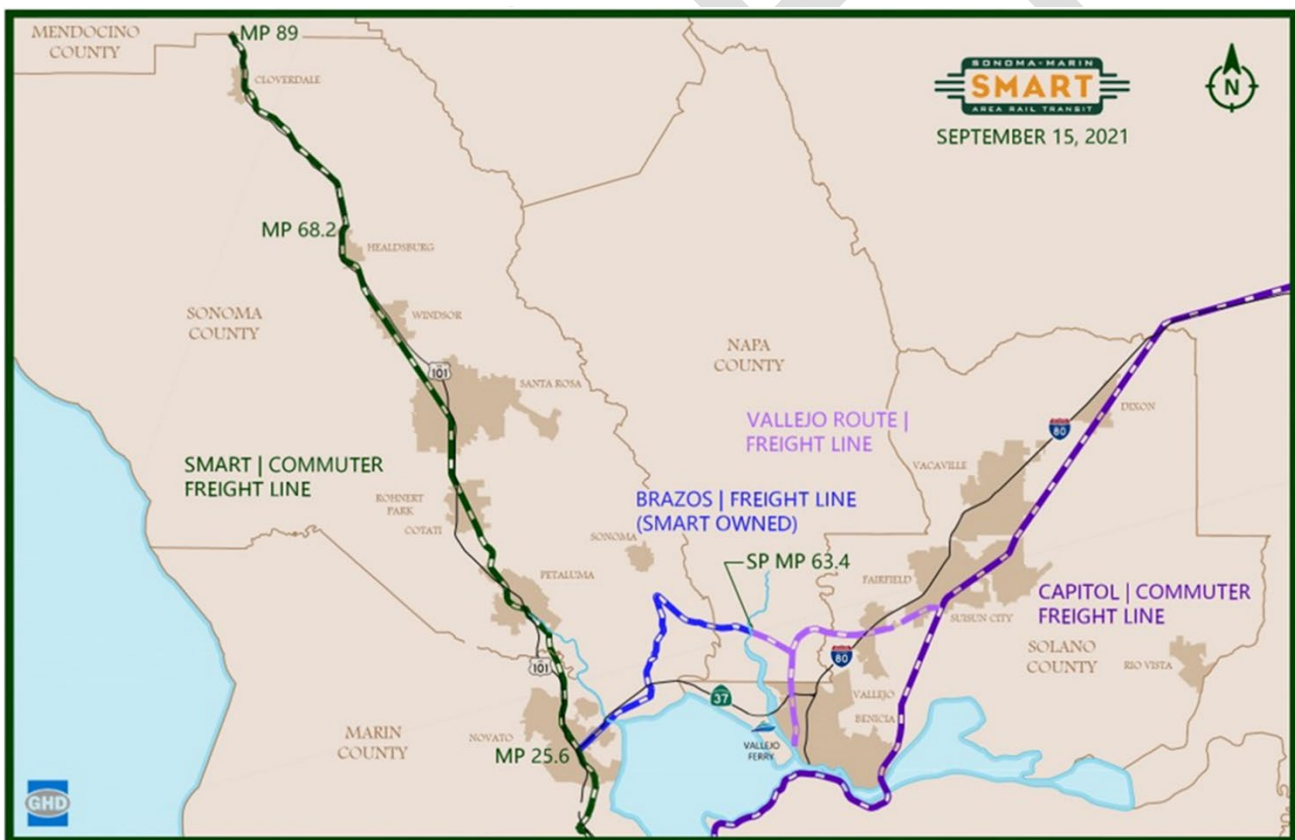 MENDOCINO
COUNTY
MP 89
CLOVERDALE
SONOMA-MARIN
SMART
AREA RAIL TRANSIT
SEPTEMBER 15, 2021
N
MP 68.2
HEALDSBURG
SONOMA
COUNTY
WINDSOR
101
SANTA ROSA
NAPA
COUNTY
VALLEJO ROUTE |
FREIGHT LINE
80
DIXON
VACAVILLE
SMART | COMMUTER
FREIGHT LINE
ROHNERT
PARK
COTATI
BRAZOS | FREIGHT LINE
(SMART OWNED)
SONOMA
SP MP 63.4
PETALUMA
FAIRFIELD
SUISUN CITY
CAPITOL | COMMUTER
FREIGHT LINE
SOLANO
COUNTY
RIO VISTA
101
80
37
VALLEJO
BENICIA
VALLEJO
FERRY
MARIN
COUNTY
NOVATO
MP 25.6
GHD